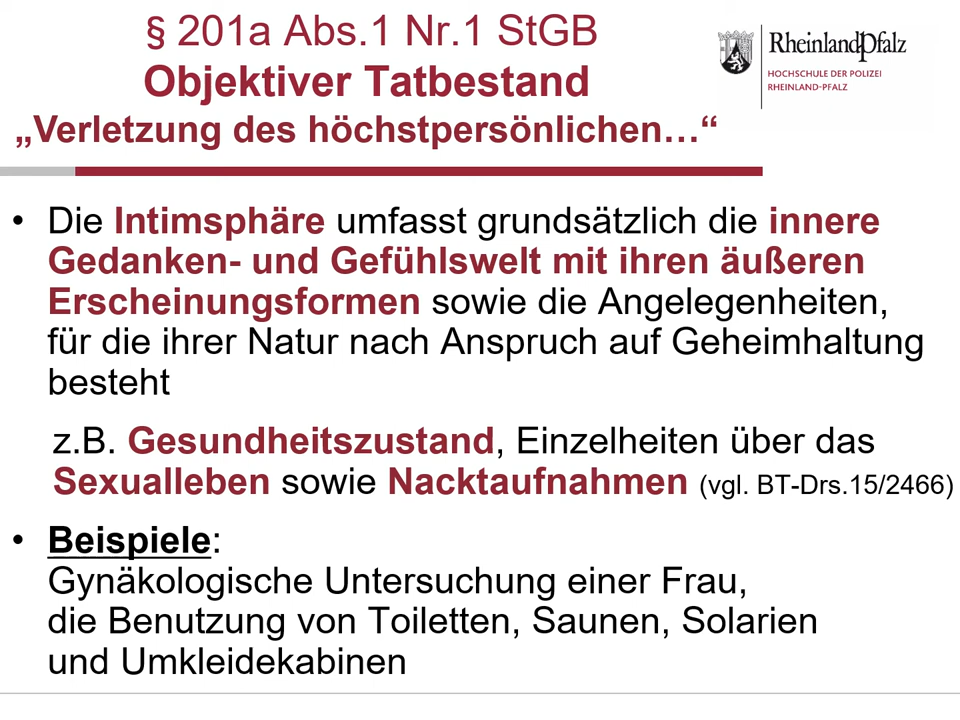 § 201a Abs.1 Nr.1 StGB
Objektiver Tatbestand
„Verletzung des höchstpersönlichen…“
RheinlandPfalz
HOCHSCHULE DER POLIZEI
RHEINLAND-PFALZ
• Die Intimsphäre umfasst grundsätzlich die innere
Gedanken- und Gefühlswelt mit ihren äußeren
Erscheinungsformen sowie die Angelegenheiten,
für die ihrer Natur nach Anspruch auf Geheimhaltung
besteht
z.B. Gesundheitszustand, Einzelheiten über das
Sexualleben sowie Nacktaufnahmen (vgl. BT-Drs.15/2466)
• Beispiele:
Gynäkologische Untersuchung einer Frau,
die Benutzung von Toiletten, Saunen, Solarien
und Umkleidekabinen